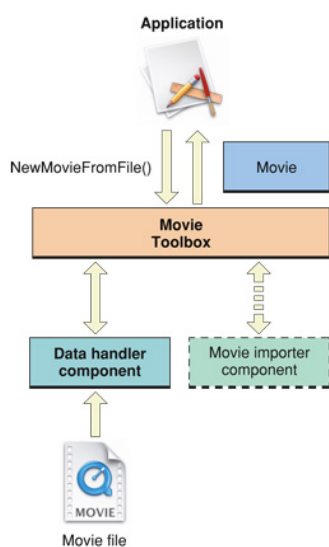 Application
NewMovieFromFile()
Movie
Movie
Toolbox
Data handler
component
Movie importer
component
MOVIE
Movie file